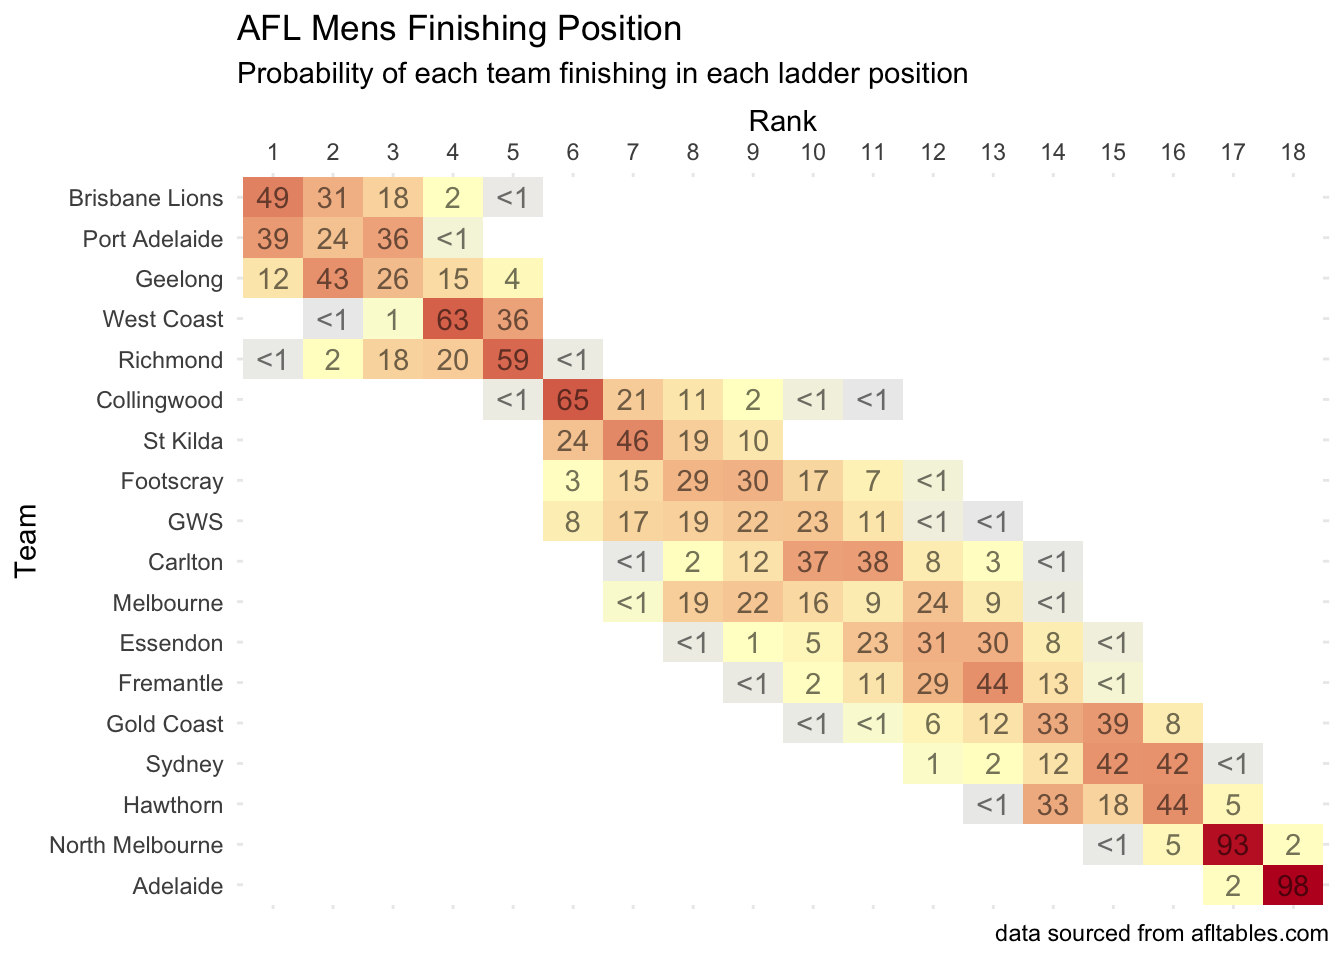 AFL Mens Finishing Position
Probability of each team finishing in each ladder position
Rank
1 2 3 4 5 6 7 8 9 10 11 12 13 14 15 16 17 18
Team
Brisbane Lions 49 31 18 2 <1
Port Adelaide 39 24 36 <1
Geelong 12 43 26 15 4
West Coast <1 1 63 36
Richmond <1 2 18 20 59 <1
Collingwood <1 65 21 11 2 <1 <1
St Kilda 24 46 19 10
Footscray 3 15 29 30 17 7 <1
GWS 8 17 19 22 23 11 <1 <1
Carlton <1 2 12 37 38 8 3 <1
Melbourne <1 19 22 16 9 24 9 <1
Essendon <1 1 5 23 31 30 8 <1
Fremantle <1 2 11 29 44 13 <1
Gold Coast <1 <1 6 12 33 39 8
Sydney 1 2 12 42 42 <1
Hawthorn <1 33 18 44 5
North Melbourne <1 5 93 2
Adelaide 2 98
data sourced from afltables.com